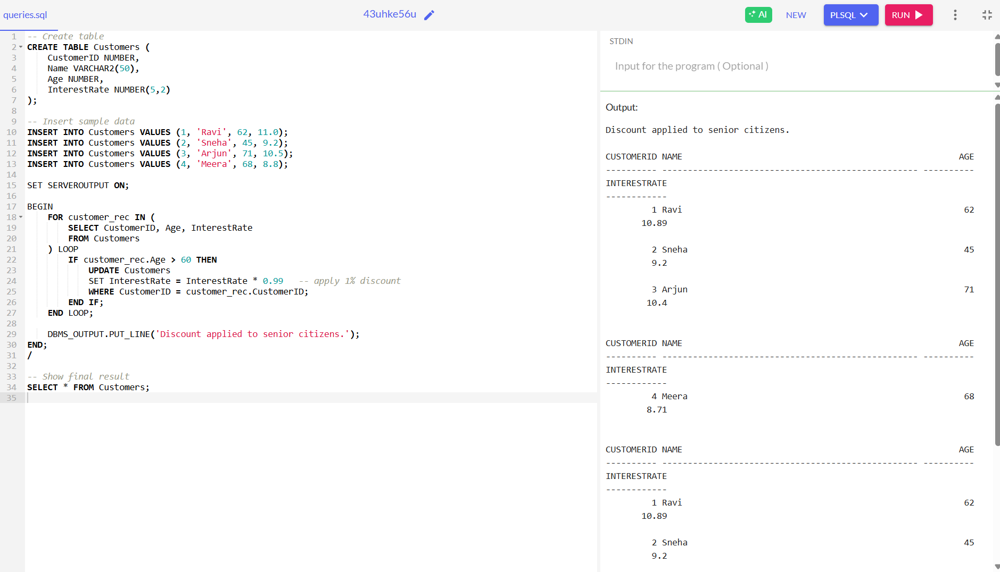 queries.sql
43uhke56u
AI
NEW
PLSQL
RUN
1 -- Create table
2 CREATE TABLE Customers (
3     CustomerID NUMBER,
4     Name VARCHAR2(50),
5     Age NUMBER,
6     InterestRate NUMBER(5,2)
7 );
8
9 -- Insert sample data
10 INSERT INTO Customers VALUES (1, 'Ravi', 62, 11.0);
11 INSERT INTO Customers VALUES (2, 'Sneha', 45, 9.2);
12 INSERT INTO Customers VALUES (3, 'Arjun', 71, 10.5);
13 INSERT INTO Customers VALUES (4, 'Meera', 68, 8.8);
14
15 SET SERVEROUTPUT ON;
16
17 BEGIN
18     FOR customer_rec IN (
19         SELECT CustomerID, Age, InterestRate
20         FROM Customers
21     ) LOOP
22         IF customer_rec.Age > 60 THEN
23             UPDATE Customers
24             SET InterestRate = InterestRate * 0.99   -- apply 1% discount
25             WHERE CustomerID = customer_rec.CustomerID;
26         END IF;
27     END LOOP;
28
29     DBMS_OUTPUT.PUT_LINE('Discount applied to senior citizens.');
30 END;
31 /
32
33 -- Show final result
34 SELECT * FROM Customers;
35
STDIN
Input for the program ( Optional )
Output:
Discount applied to senior citizens.
CUSTOMERID NAME                                                      AGE
---------- -------------------------------------------------- ----------
INTERESTRATE
------------
         1 Ravi                                                       62
       10.89
         2 Sneha                                                      45
         9.2
         3 Arjun                                                      71
        10.4
CUSTOMERID NAME                                                      AGE
---------- -------------------------------------------------- ----------
INTERESTRATE
------------
         4 Meera                                                      68
        8.71
CUSTOMERID NAME                                                      AGE
---------- -------------------------------------------------- ----------
INTERESTRATE
------------
         1 Ravi                                                       62
       10.89
         2 Sneha                                                      45
         9.2